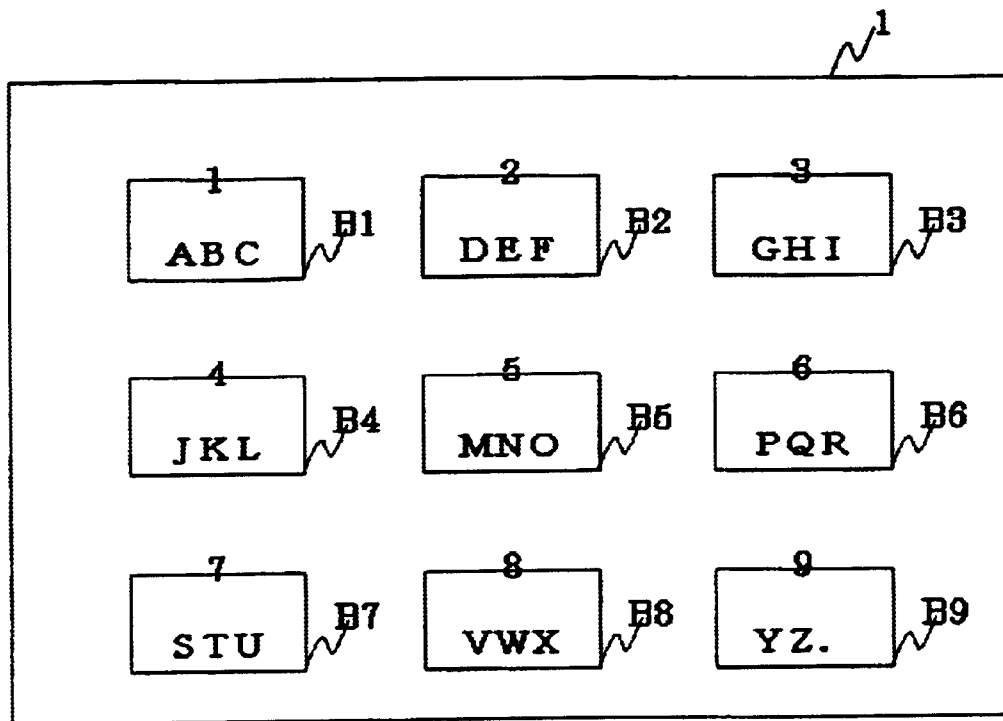 1
1 2 3
B1 B2 B3
ABC DEF GHI
4 5 6
B4 B5 B6
JKL MNO PQR
7 8 9
B7 B8 B9
STU VWX YZ.